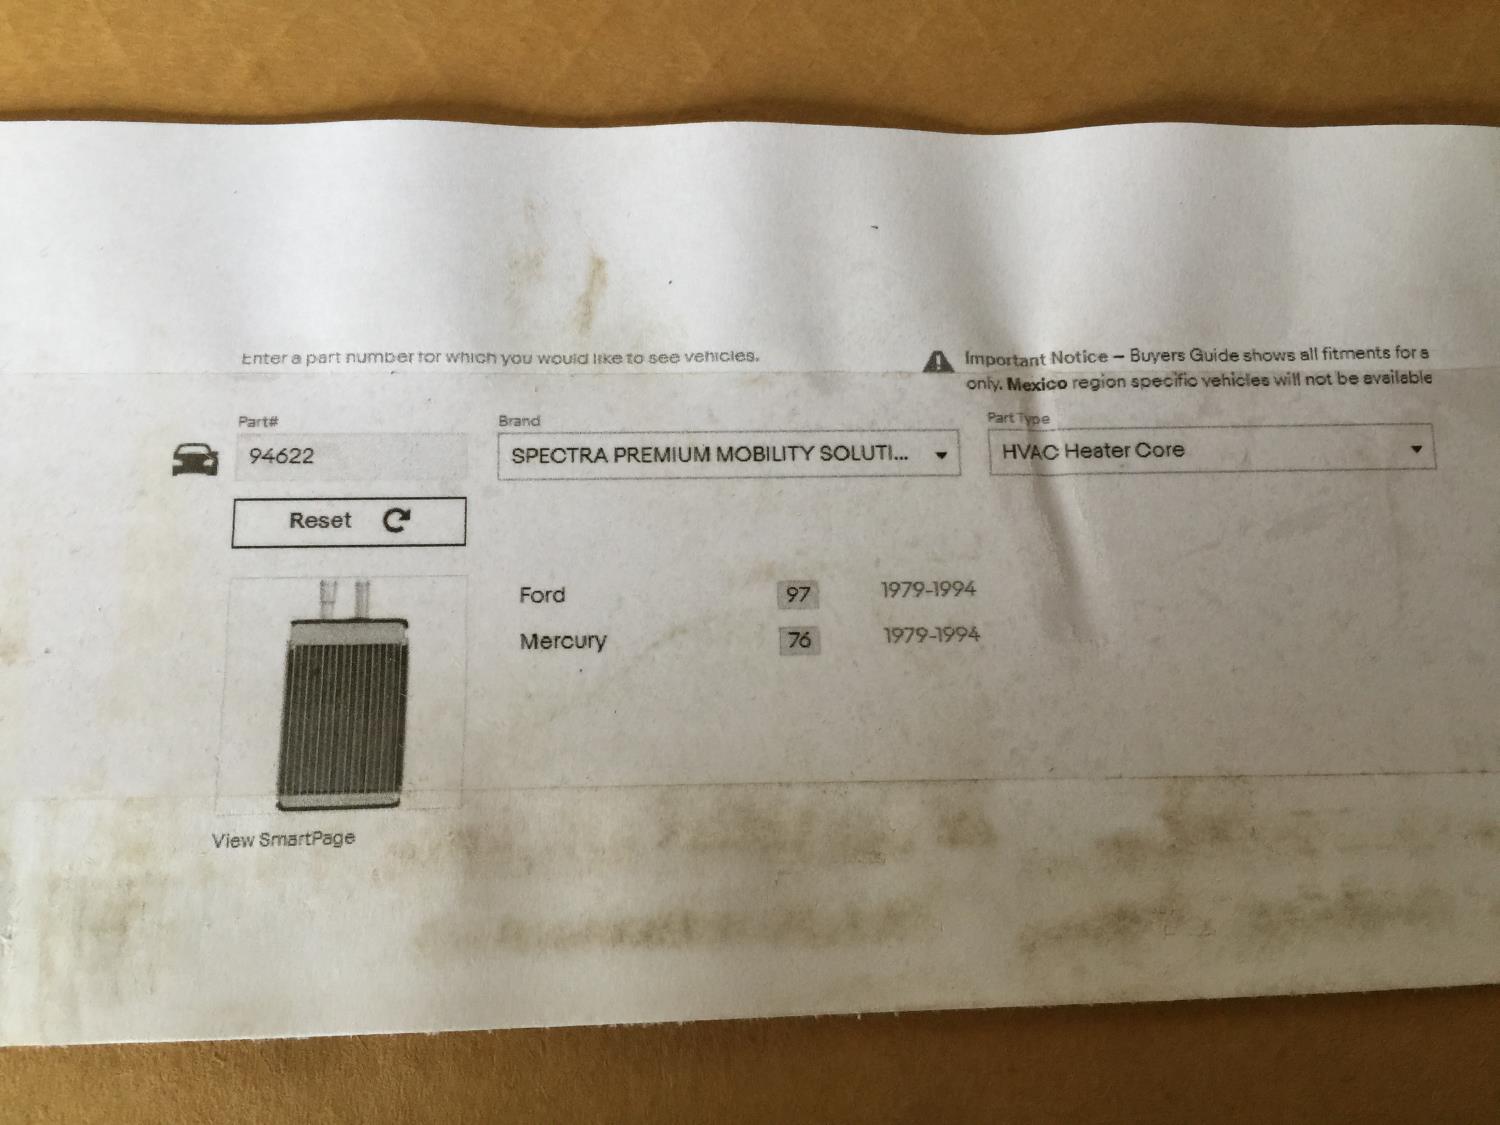 Enter a part number for which you would like to see vehicles.
Important Notice – Buyers Guide shows all fitments for a
only. Mexico region specific vehicles will not be available
Part#
Brand
Part Type
94622
SPECTRA PREMIUM MOBILITY SOLUTI...
HVAC Heater Core
Reset
Ford 97 1979-1994
Mercury 76 1979-1994
View SmartPage